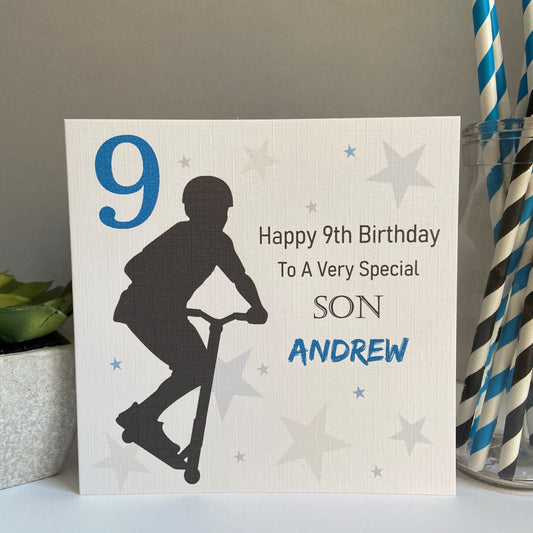 9
Happy 9th Birthday
To A Very Special
SON
ANDREW